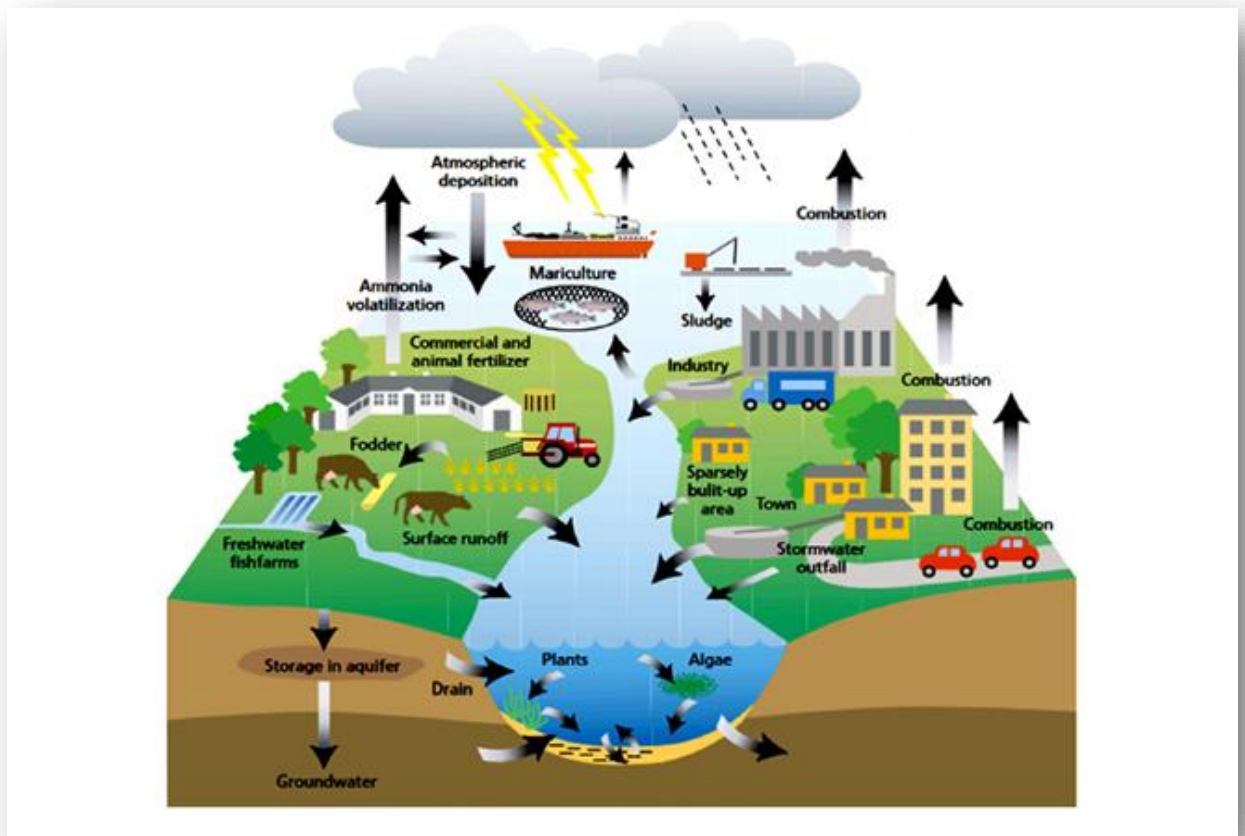 Atmospheric
deposition
Combustion
Mariculture
Ammonia
volatilization
Sludge
Commercial and
animal fertilizer
Industry
Combustion
Fodder
Sparsely
bulit-up
area
Town
Combustion
Surface runoff
Freshwater
fishfarms
Stormwater
outfall
Storage in aquifer
Plants
Algae
Drain
Groundwater